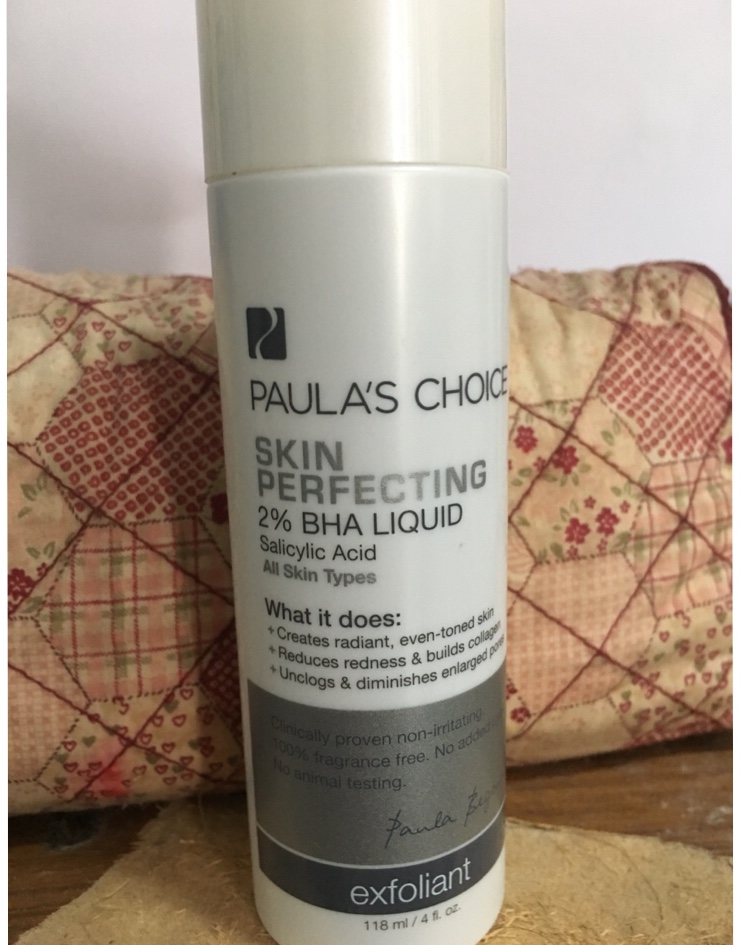 PAULA'S CHOICE
SKIN
PERFECTING
2% BHA LIQUID
Salicylic Acid
All Skin Types
What it does:
+ Creates radiant, even-toned skin
+ Reduces redness & builds collagen
+ Unclogs & diminishes enlarged pores
Clinically proven non-irritating.
100% fragrance free. No added
No animal testing.
Paula
exfoliant
118 ml / 4 fl. oz.